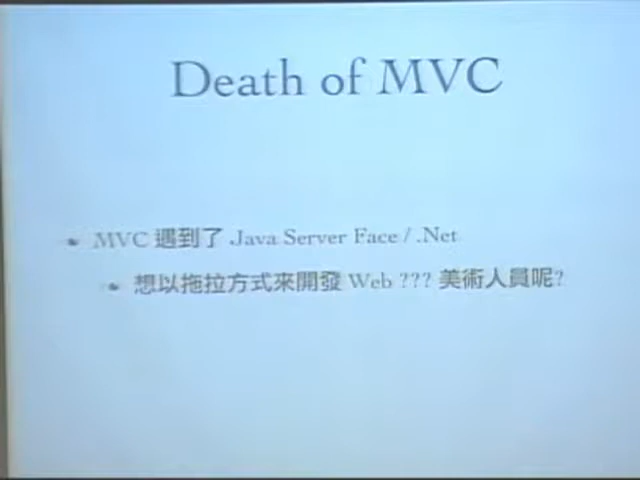 Death of MVC
MVC 遇到了 Java Server Face / .Net
想以拖拉方式來開發 Web ??? 美術人員呢?